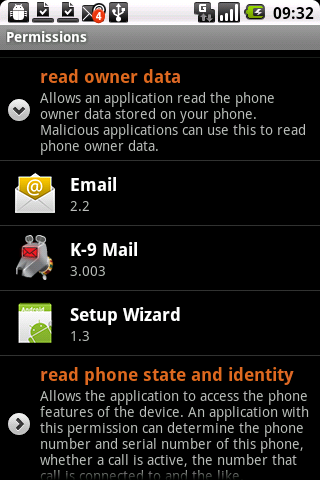 4
G
09:32
Permissions
read owner data
Allows an application read the phone
owner data stored on your phone.
Malicious applications can use this to read
phone owner data.
@
Email
2.2
K-9 Mail
3.003
Android
Setup Wizard
1.3
read phone state and identity
Allows the application to access the phone
features of the device. An application with
this permission can determine the phone
number and serial number of this phone,
whether a call is active, the number that
call is connected to and the like.